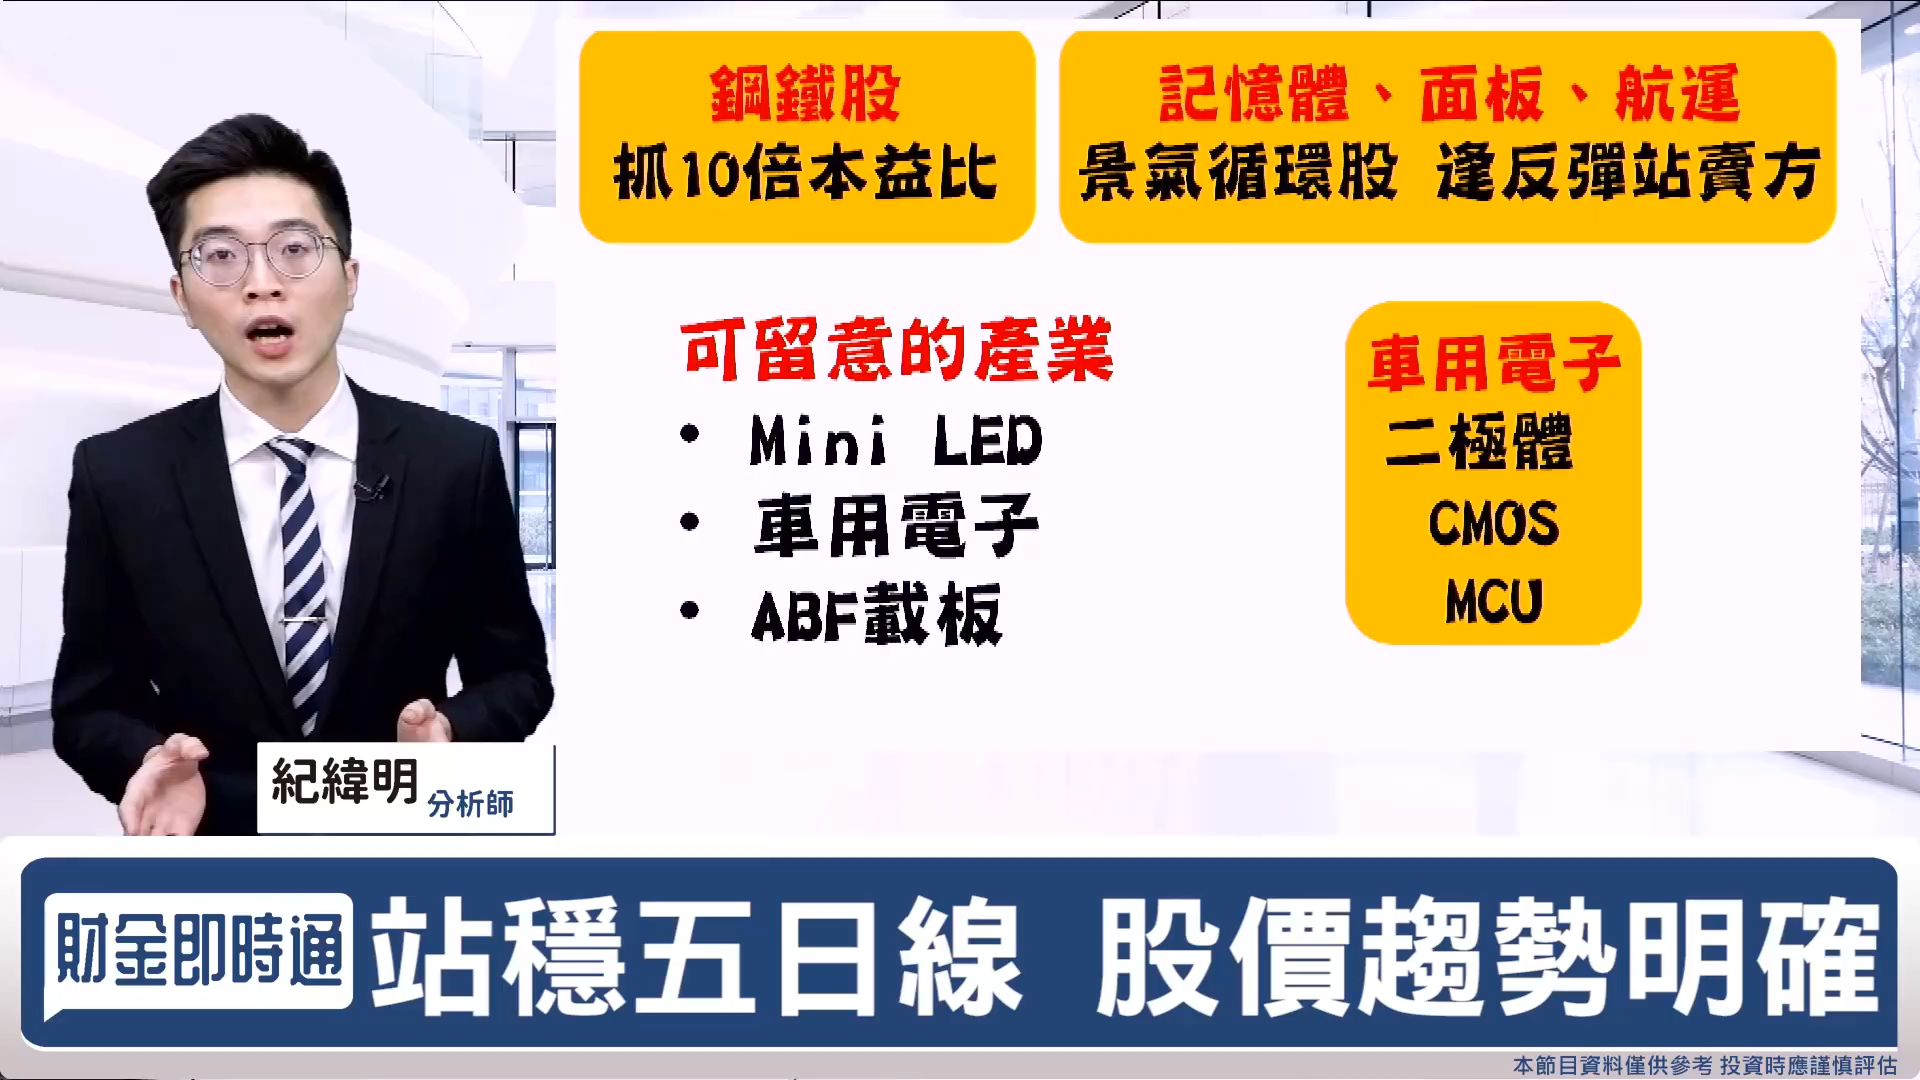 鋼鐵股
抓10倍本益比
記憶體、面板、航運
景氣循環股 逢反彈站賣方
可留意的產業
• Mini LED
• 車用電子
• ABF載板
車用電子
二極體
CMOS
MCU
紀緯明 分析師
財金即時通
站穩五日線 股價趨勢明確
本節目資料僅供參考 投資時應謹慎評估